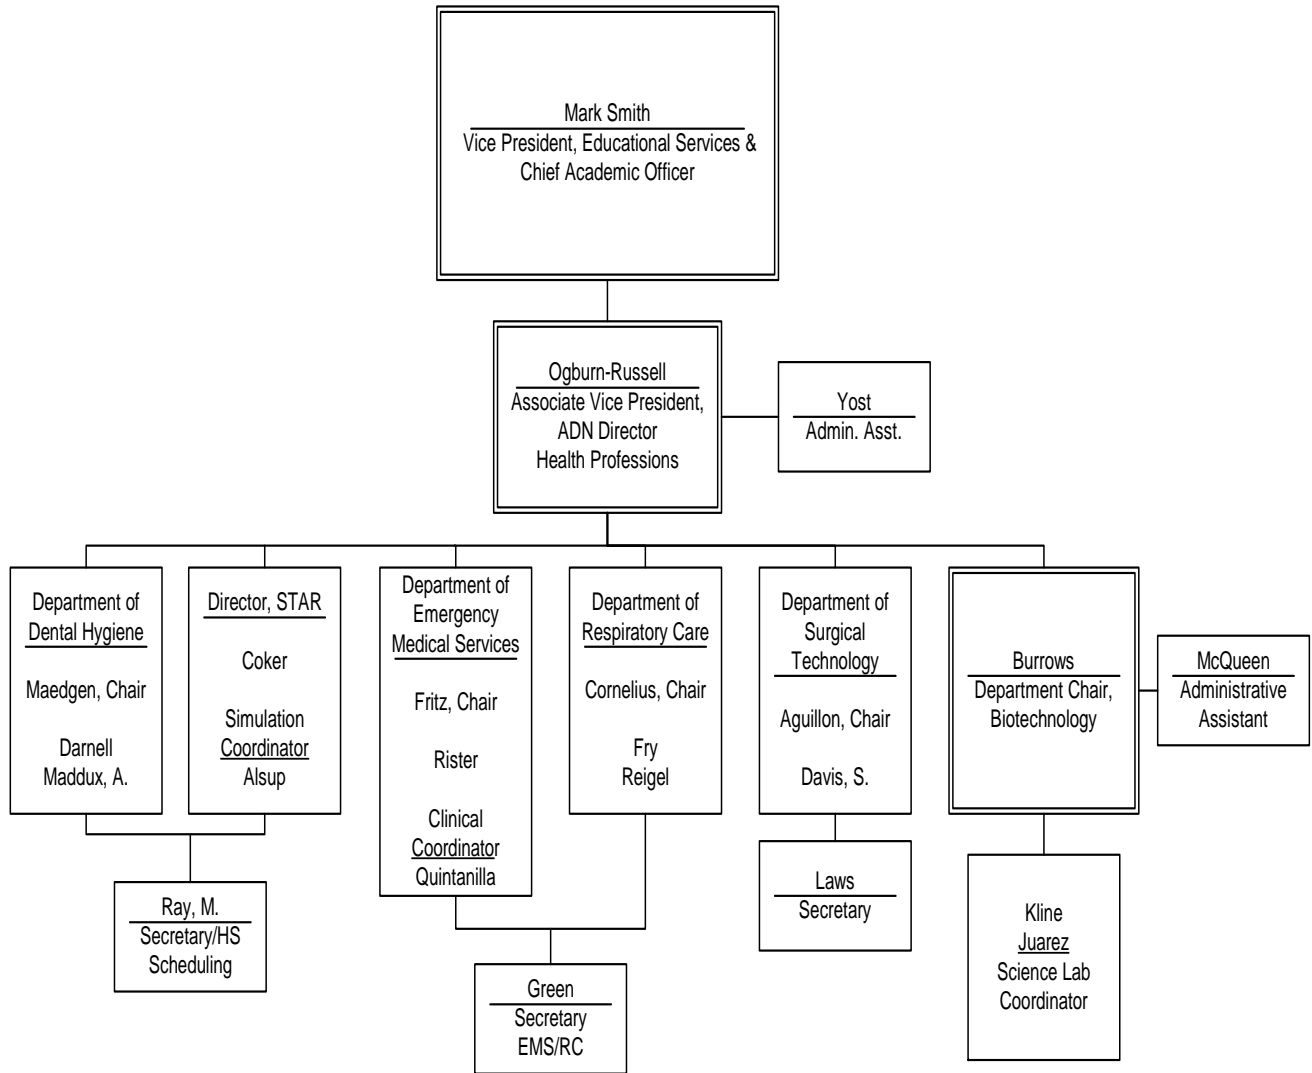 Mark Smith
Vice President, Educational Services &
Chief Academic Officer
Ogburn-Russell
Associate Vice President,
ADN Director
Health Professions
Yost
Admin. Asst.
Department of
Dental Hygiene
Maedgen, Chair
Darnell
Maddux, A.
Director, STAR
Coker
Simulation
Coordinator
Alsup
Department of
Emergency
Medical Services
Fritz, Chair
Rister
Clinical
Coordinator
Quintanilla
Department of
Respiratory Care
Cornelius, Chair
Fry
Reigel
Department of
Surgical
Technology
Aguillon, Chair
Davis, S.
Burrows
Department Chair,
Biotechnology
McQueen
Administrative
Assistant
Ray, M.
Secretary/HS
Scheduling
Green
Secretary
EMS/RC
Laws
Secretary
Kline
Juarez
Science Lab
Coordinator